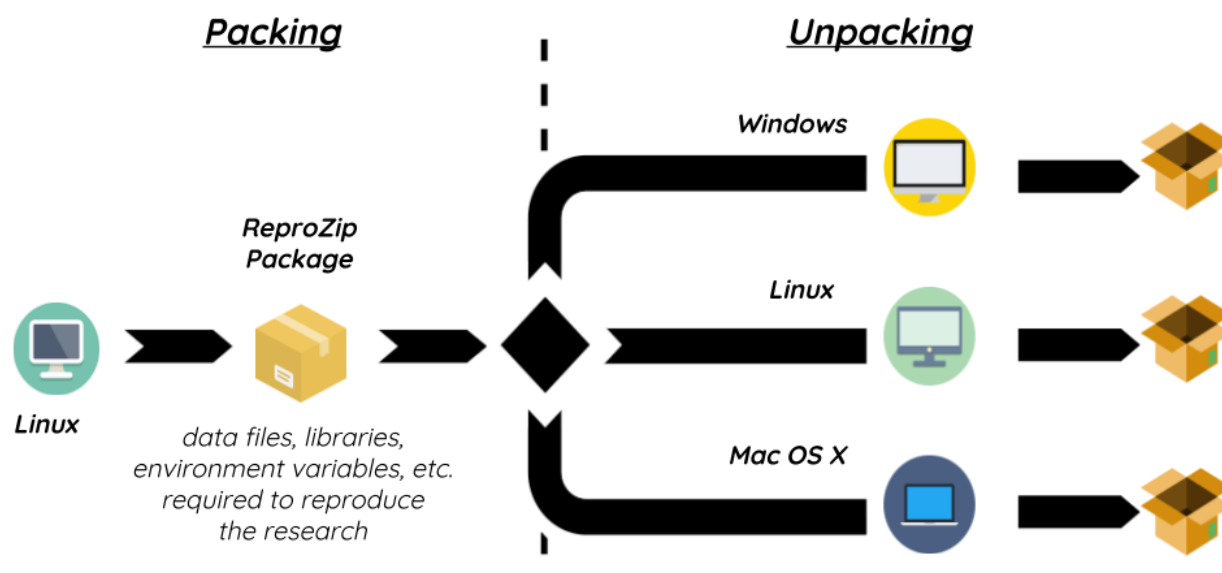 Packing
Unpacking
Windows
ReproZip
Package
Linux
Linux
data files, libraries,
environment variables, etc.
required to reproduce
the research
Mac OS X